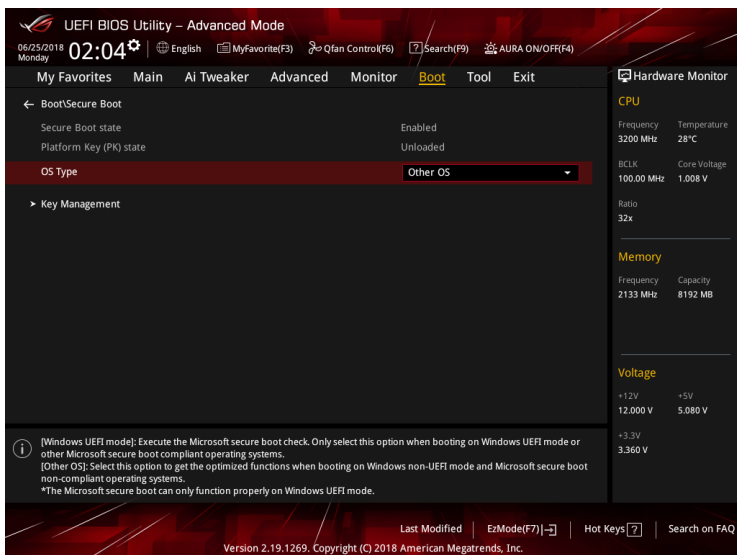 UEFI BIOS Utility – Advanced Mode
06/25/2018 Monday 02:04 English MyFavorite(F3) Qfan Control(F6) ? Search(F9) AURA ON/OFF(F4)
My Favorites Main Ai Tweaker Advanced Monitor Boot Tool Exit
Boot\Secure Boot
Secure Boot state Enabled
Platform Key (PK) state Unloaded
OS Type Other OS
Key Management
Hardware Monitor
CPU
Frequency Temperature
3200 MHz 28°C
BCLK Core Voltage
100.00 MHz 1.008 V
Ratio
32x
Memory
Frequency Capacity
2133 MHz 8192 MB
Voltage
+12V +5V
12.000 V 5.080 V
+3.3V
3.360 V
[Windows UEFI mode]: Execute the Microsoft secure boot check. Only select this option when booting on Windows UEFI mode or
other Microsoft secure boot compliant operating systems.
[Other OS]: Select this option to get the optimized functions when booting on Windows non-UEFI mode and Microsoft secure boot
non-compliant operating systems.
*The Microsoft secure boot can only function properly on Windows UEFI mode.
Last Modified EzMode(F7) Hot Keys ? Search on FAQ
Version 2.19.1269. Copyright (C) 2018 American Megatrends, Inc.